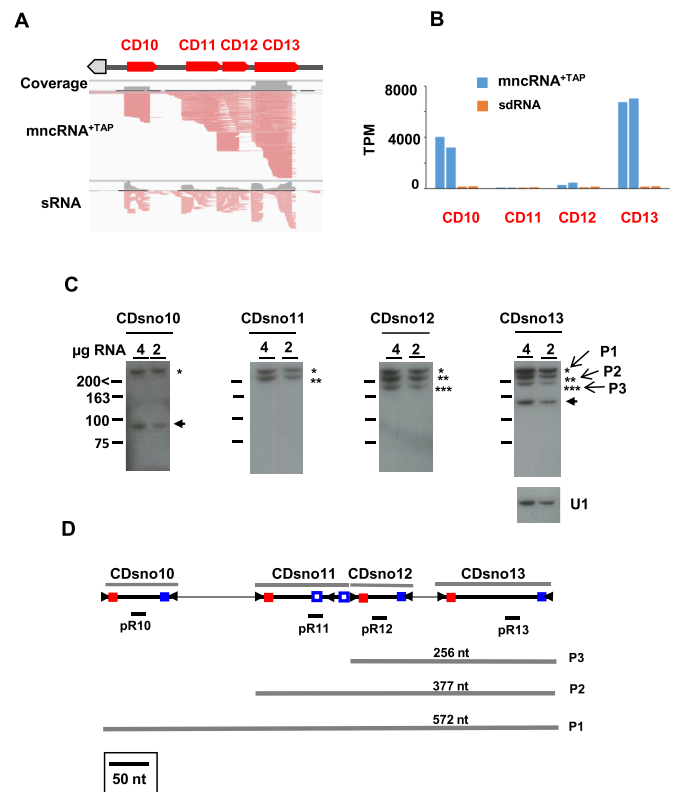 A
CD10 CD11 CD12 CD13
Coverage
mncRNA+TAP
sRNA
B
mncRNA+TAP
sdRNA
8000
4000
0
TPM
CD10 CD11 CD12 CD13
C
CDsno10 CDsno11 CDsno12 CDsno13
µg RNA 4 2 4 2 4 2 4 2
P1
P2
P3
200<
163
100
75
*
*
**
*
**
***
*
**
***
U1
D
CDsno10 CDsno11 CDsno12 CDsno13
pR10 pR11 pR12 pR13
256 nt P3
377 nt P2
572 nt P1
50 nt